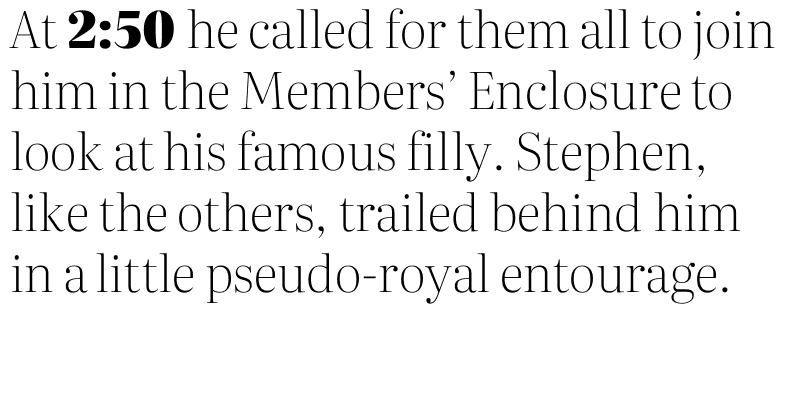 At 2:50 he called for them all to join
him in the Members’ Enclosure to
look at his famous filly. Stephen,
like the others, trailed behind him
in a little pseudo-royal entourage.